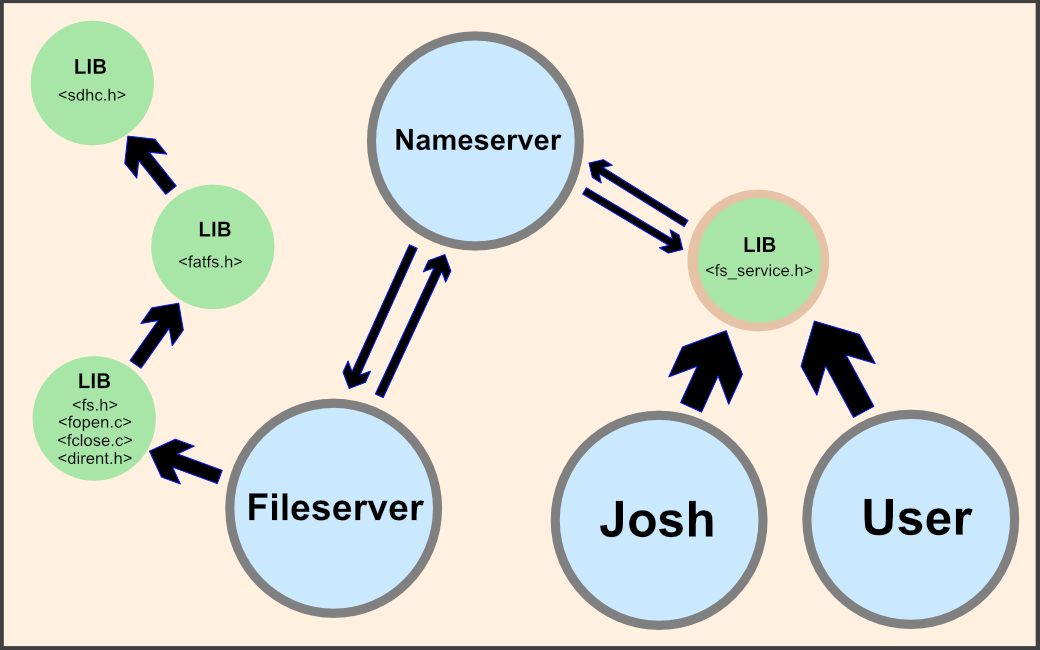 LIB
<sdhc.h>
Nameserver
LIB
<fatfs.h>
LIB
<fs_service.h>
LIB
<fs.h>
<fopen.c>
<fclose.c>
<dirent.h>
Fileserver
Josh
User